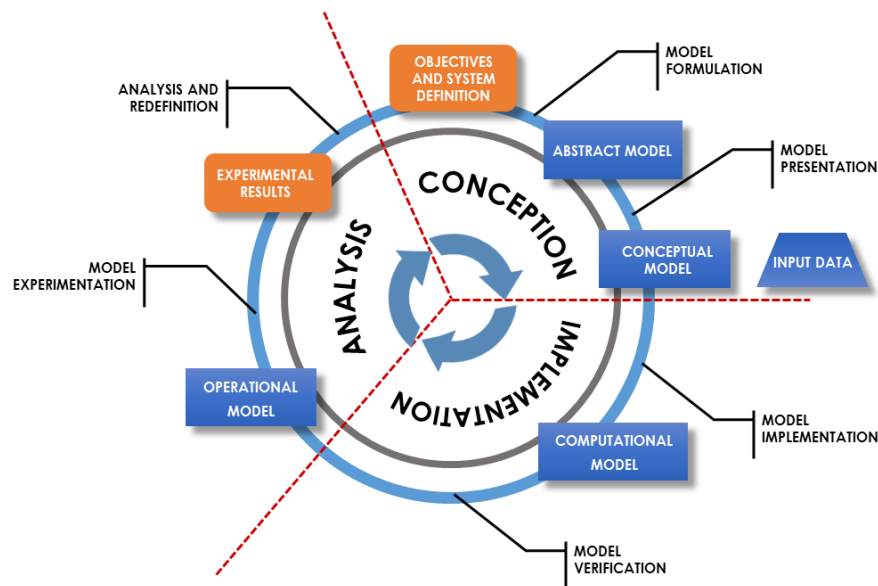 OBJECTIVES
AND SYSTEM
DEFINITION
MODEL
FORMULATION
ANALYSIS AND
REDEFINITION
ABSTRACT MODEL
MODEL
PRESENTATION
EXPERIMENTAL
RESULTS
CONCEPTION
CONCEPTUAL
MODEL
INPUT DATA
ANALYSIS
MODEL
EXPERIMENTATION
IMPLEMENTATION
OPERATIONAL
MODEL
MODEL
IMPLEMENTATION
COMPUTATIONAL
MODEL
MODEL
VERIFICATION